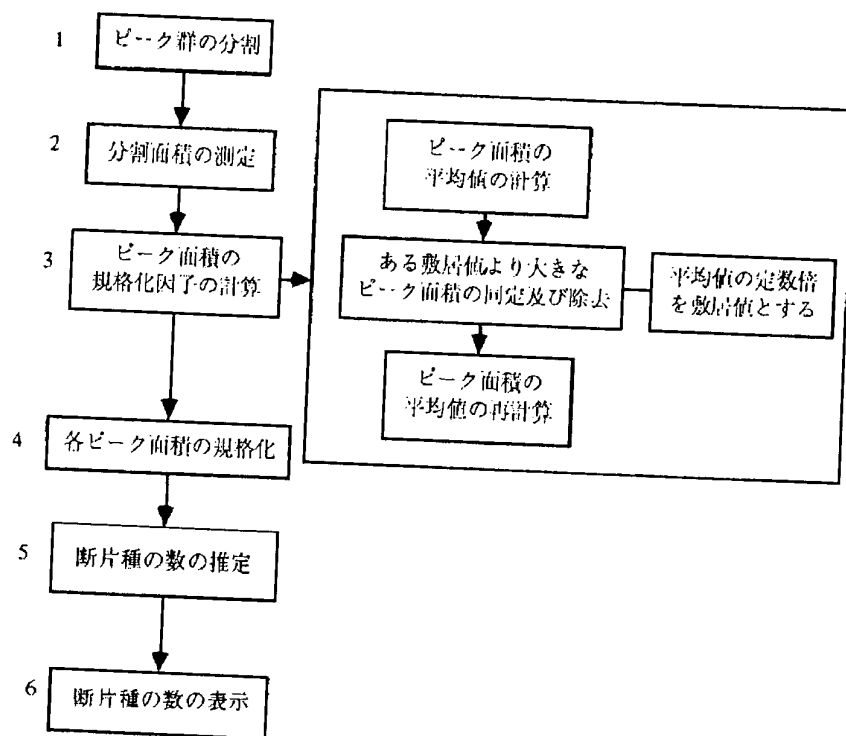 1
ピーク群の分割
2
分割面積の測定
3
ピーク面積の
規格化因子の計算
ピーク面積の
平均値の計算
ある敷居値より大きな
ピーク面積の同定及び除去
平均値の定数倍
を敷居値とする
ピーク面積の
平均値の再計算
4
各ピーク面積の規格化
5
断片種の数の推定
6
断片種の数の表示